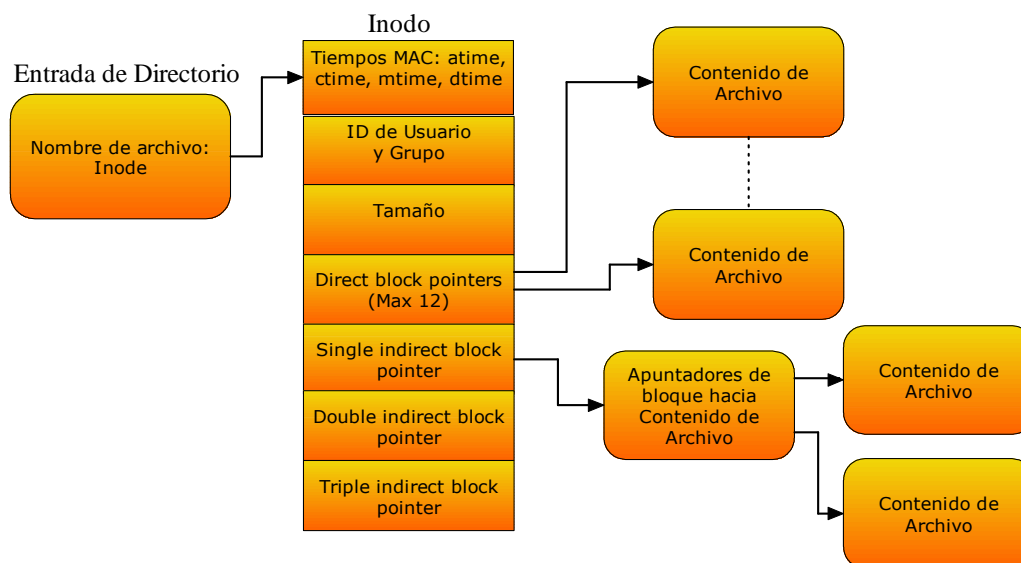 Inodo
Entrada de Directorio
Nombre de archivo:
Inode
Tiempos MAC: atime,
ctime, mtime, dtime
ID de Usuario
y Grupo
Tamaño
Direct block pointers
(Max 12)
Single indirect block
pointer
Double indirect block
pointer
Triple indirect block
pointer
Contenido de
Archivo
Contenido de
Archivo
Apuntadores de
bloque hacia
Contenido de
Archivo
Contenido de
Archivo
Contenido de
Archivo